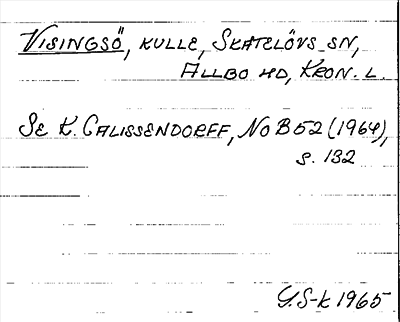 VISINGSÖ, KULLE, SKATELÖVS SN,
ALLBO HD, KRON. L.
SE K. CALISSENDORFF, NOB 52 (1964),
s. 132
G.S-k 1965